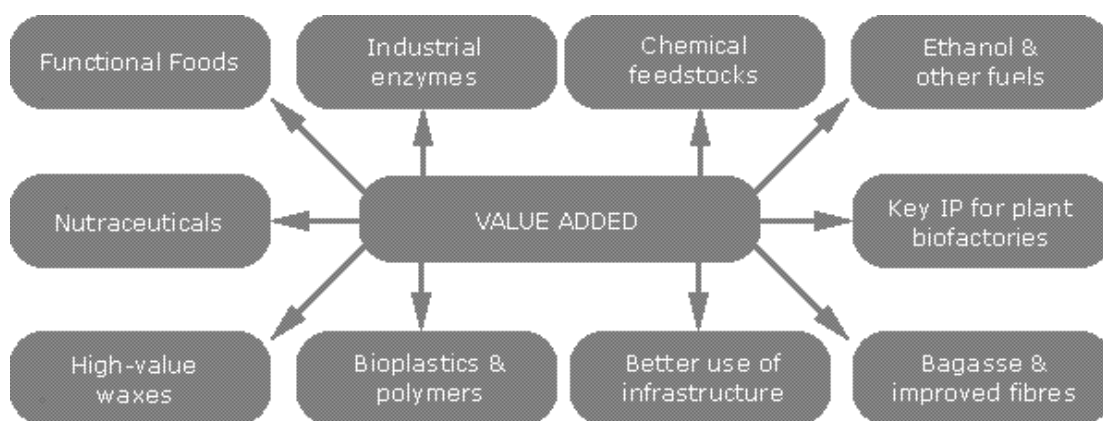 Functional Foods
Industrial
enzymes
Chemical
feedstocks
Ethanol &
other fuels
Nutraceuticals
VALUE ADDED
Key IP for plant
biofactories
High-value
waxes
Bioplastics &
polymers
Better use of
infrastructure
Bagasse &
improved fibres